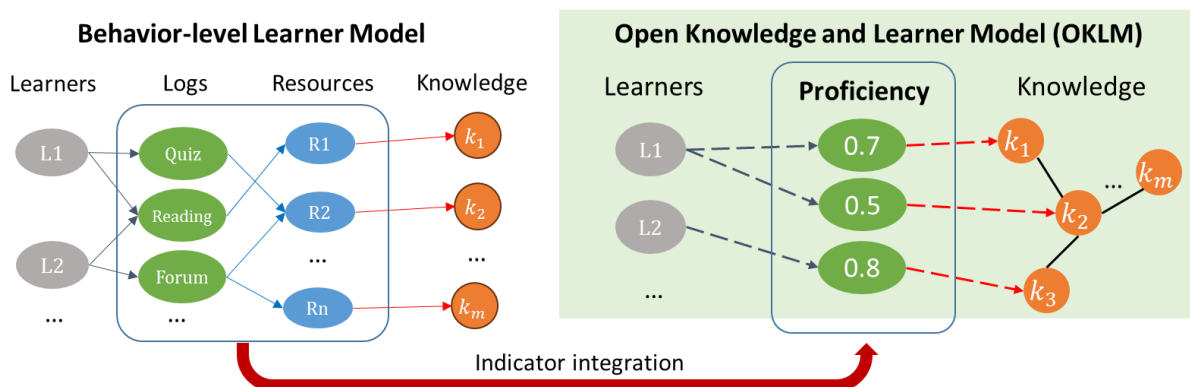 Behavior-level Learner Model
Learners Logs Resources Knowledge
L1 Quiz R1 k₁
Reading R2 k₂
L2 Forum ... ...
... ... Rn kₘ
Open Knowledge and Learner Model (OKLM)
Learners Proficiency Knowledge
L1 0.7 k₁
0.5 k₂ ... kₘ
L2 0.8 k₃
...
Indicator integration